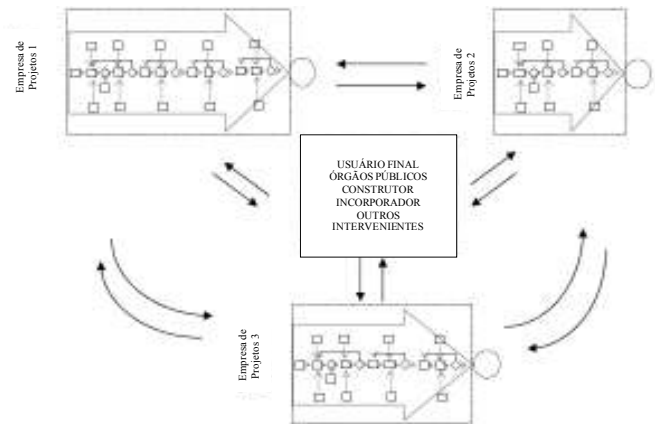 Empresa de
Projetos 1
Empresa de
Projetos 2
USUÁRIO FINAL
ÓRGÃOS PÚBLICOS
CONSTRUTOR
INCORPORADOR
OUTROS
INTERVENIENTES
Empresa de
Projetos 3